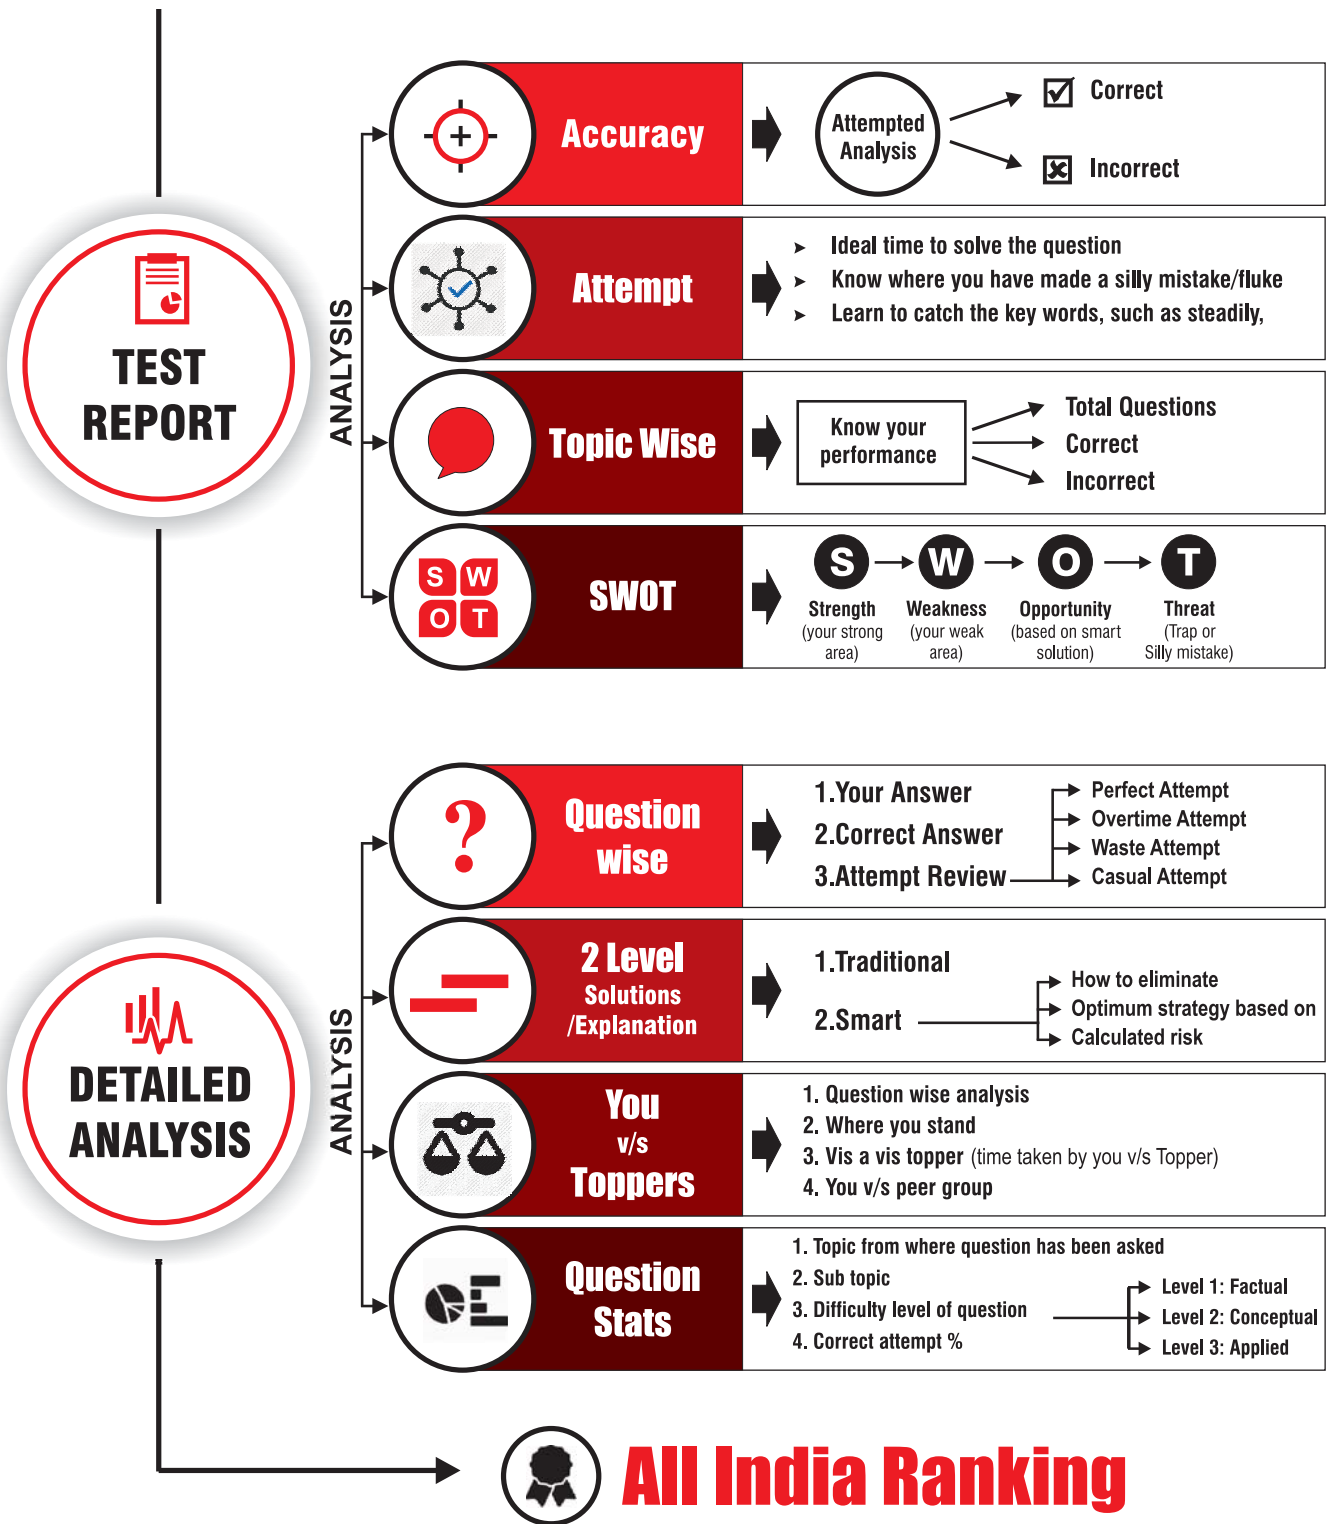 TEST
REPORT
ANALYSIS
Accuracy
Attempted
Analysis
Correct
Incorrect
Attempt
➤ Ideal time to solve the question
➤ Know where you have made a silly mistake/fluke
➤ Learn to catch the key words, such as steadily,
Topic Wise
Know your
performance
Total Questions
Correct
Incorrect
S W
O T
SWOT
S W O T
Strength Weakness Opportunity Threat
(your strong (your weak (based on smart (Trap or
area) area) solution) Silly mistake)
DETAILED
ANALYSIS
ANALYSIS
?
Question
wise
1.Your Answer
2.Correct Answer
3.Attempt Review
Perfect Attempt
Overtime Attempt
Waste Attempt
Casual Attempt
2 Level
Solutions
/Explanation
1.Traditional
2.Smart
How to eliminate
Optimum strategy based on
Calculated risk
You
v/s
Toppers
1. Question wise analysis
2. Where you stand
3. Vis a vis topper (time taken by you v/s Topper)
4. You v/s peer group
Question
Stats
1. Topic from where question has been asked
2. Sub topic
3. Difficulty level of question
4. Correct attempt %
Level 1: Factual
Level 2: Conceptual
Level 3: Applied
All India Ranking